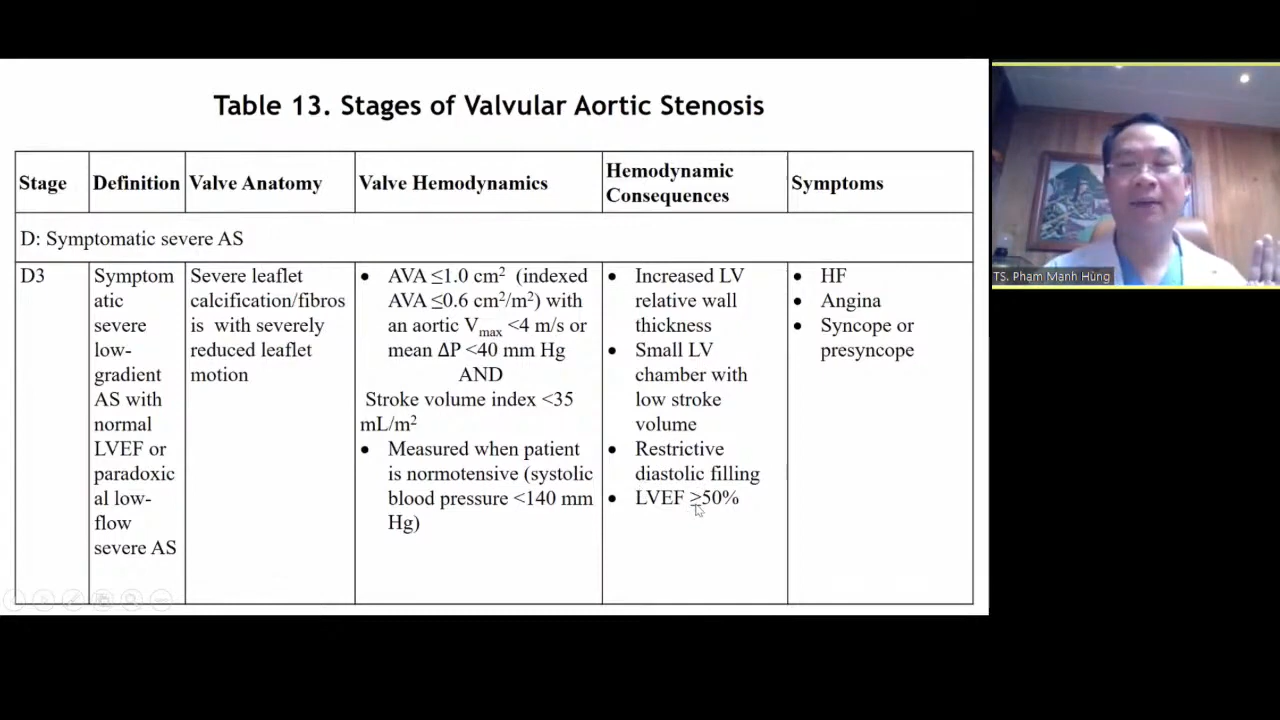 Table 13. Stages of Valvular Aortic Stenosis
Stage
Definition
Valve Anatomy
Valve Hemodynamics
Hemodynamic
Consequences
Symptoms
D: Symptomatic severe AS
D3
Symptom
atic
severe
low-
gradient
AS with
normal
LVEF or
paradoxic
al low-
flow
severe AS
Severe leaflet
calcification/fibros
is with severely
reduced leaflet
motion
• AVA ≤1.0 cm² (indexed
AVA ≤0.6 cm²/m²) with
an aortic Vmax <4 m/s or
mean ΔP <40 mm Hg
AND
Stroke volume index <35
mL/m²
• Measured when patient
is normotensive (systolic
blood pressure <140 mm
Hg)
• Increased LV
relative wall
thickness
• Small LV
chamber with
low stroke
volume
• Restrictive
diastolic filling
• LVEF ≥50%
• HF
• Angina
• Syncope or
presyncope
TS. Phạm Mạnh Hùng